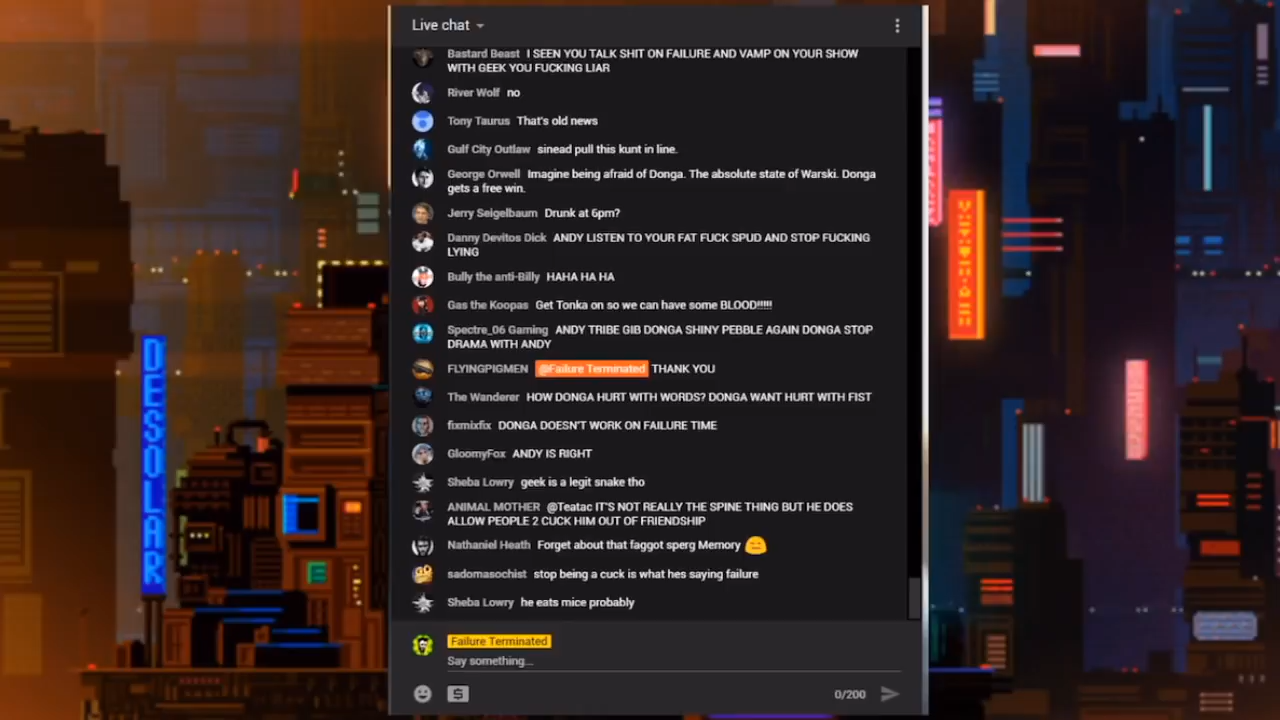 Live chat
Bastard Beast I SEEN YOU TALK SHIT ON FAILURE AND VAMP ON YOUR SHOW
WITH GEEK YOU FUCKING LIAR
River Wolf no
Tony Taurus That's old news
Gulf City Outlaw sinead pull this kunt in line.
George Orwell Imagine being afraid of Donga. The absolute state of Warski. Donga
gets a free win.
Jerry Seigelbaum Drunk at 6pm?
Danny Devitos Dick ANDY LISTEN TO YOUR FAT FUCK SPUD AND STOP FUCKING
LYING
Bully the anti-Billy HAHA HA HA
Gas the Koopas Get Tonka on so we can have some BLOOD!!!!!
Spectre_06 Gaming ANDY TRIBE GIB DONGA SHINY PEBBLE AGAIN DONGA STOP
DRAMA WITH ANDY
FLYINGPIGMEN @Failure Terminated THANK YOU
The Wanderer HOW DONGA HURT WITH WORDS? DONGA WANT HURT WITH FIST
fixmixfix DONGA DOESN'T WORK ON FAILURE TIME
GloomyFox ANDY IS RIGHT
Sheba Lowry geek is a legit snake tho
ANIMAL MOTHER @Teatac IT'S NOT REALLY THE SPINE THING BUT HE DOES
ALLOW PEOPLE 2 CUCK HIM OUT OF FRIENDSHIP
Nathaniel Heath Forget about that faggot sperg Memory
sadomasochist stop being a cuck is what hes saying failure
Sheba Lowry he eats mice probably
Failure Terminated
Say something...
0/200
DESOLAR